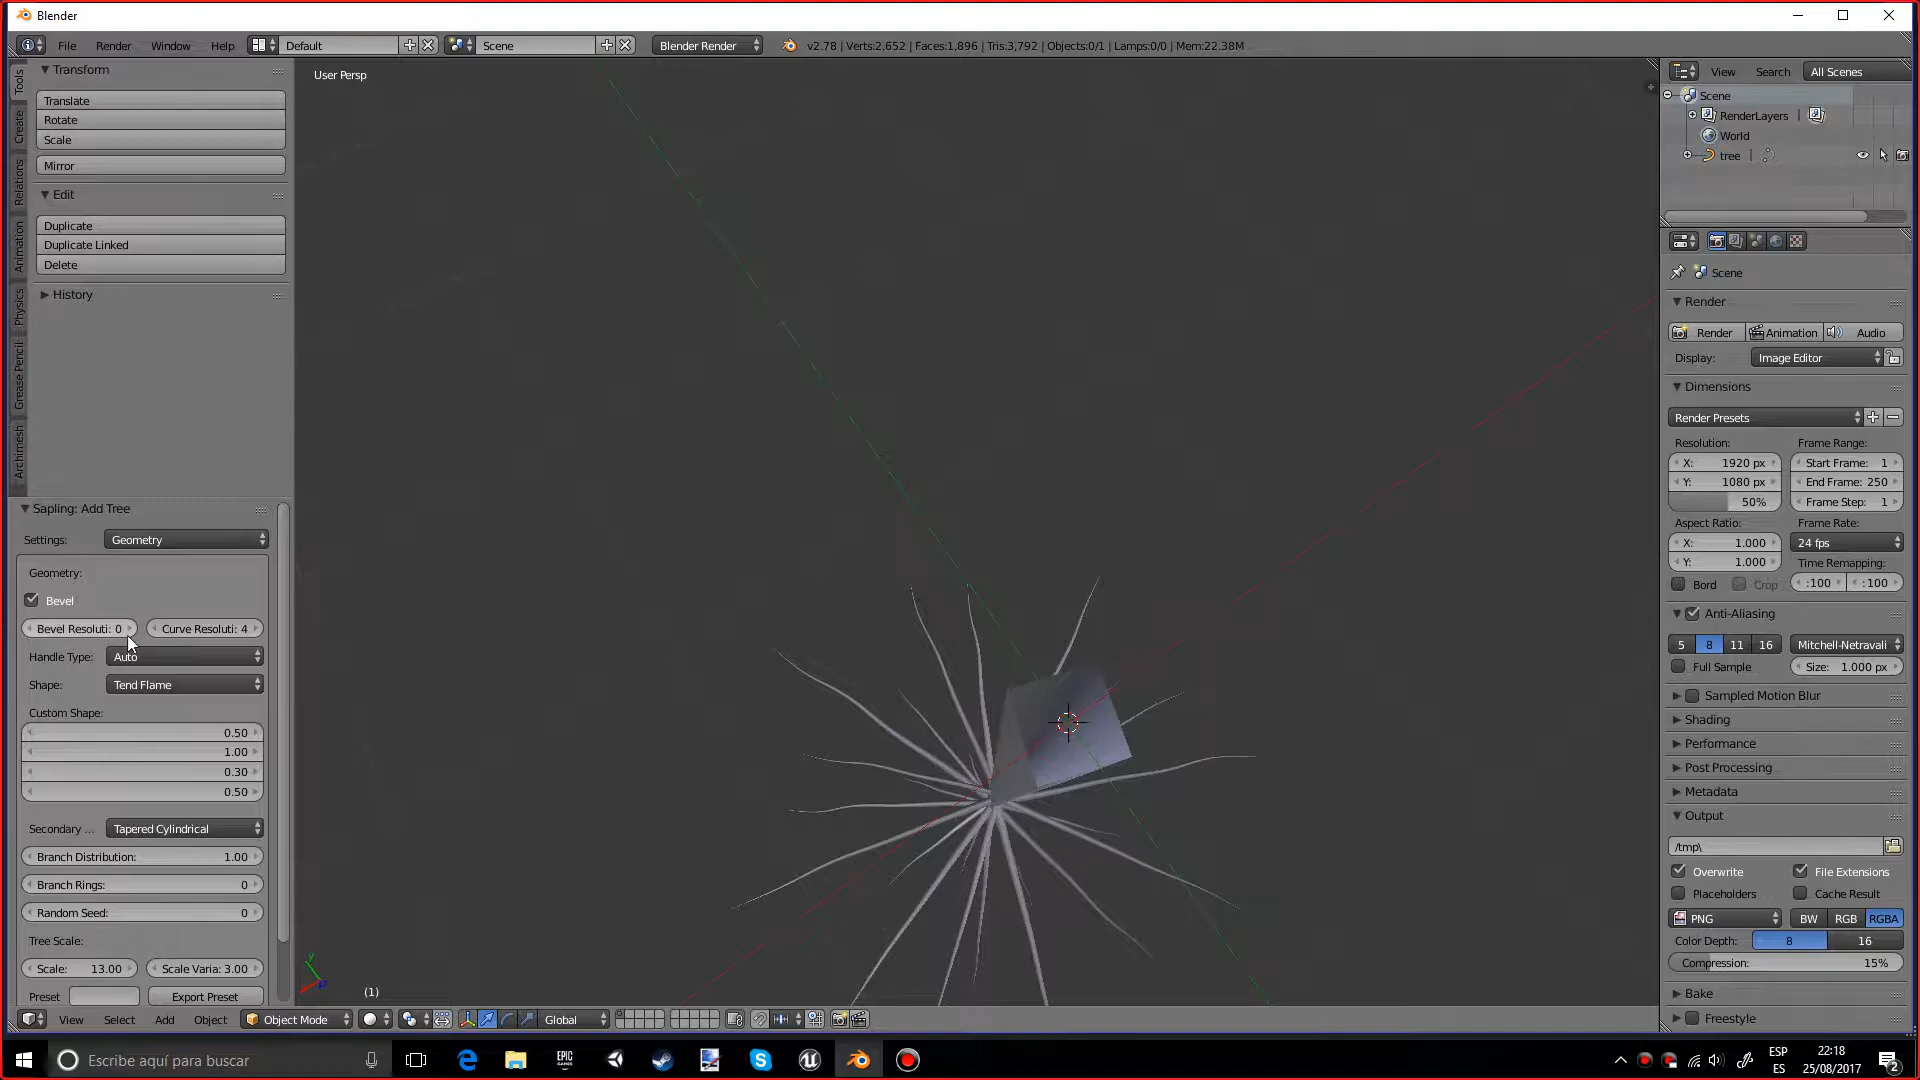 Blender
File Render Window Help Default Scene Blender Render v2.78 | Verts:2,652 | Faces:1,896 | Tris:3,792 | Objects:0/1 | Lamps:0/0 | Mem:22.38M
Tools
Create
Relations
Animation
Physics
Grease Pencil
Archimesh
Transform
Translate
Rotate
Scale
Mirror
Edit
Duplicate
Duplicate Linked
Delete
History
Sapling: Add Tree
Settings: Geometry
Geometry:
Bevel
Bevel Resoluti: 0 Curve Resoluti: 4
Handle Type: Auto
Shape: Tend Flame
Custom Shape:
0.50
1.00
0.30
0.50
Secondary ... Tapered Cylindrical
Branch Distribution: 1.00
Branch Rings: 0
Random Seed: 0
Tree Scale:
Scale: 13.00 Scale Varia: 3.00
Preset Export Preset
User Persp
(1)
View Select Add Object Object Mode Global
View Search All Scenes
Scene
RenderLayers |
World
tree |
Scene
Render
Render Animation Audio
Display: Image Editor
Dimensions
Render Presets
Resolution: Frame Range:
X: 1920 px Start Frame: 1
Y: 1080 px End Frame: 250
50% Frame Step: 1
Aspect Ratio: Frame Rate:
X: 1.000 24 fps
Y: 1.000 Time Remapping:
Bord Crop :100 :100
Anti-Aliasing
5 8 11 16 Mitchell-Netravali
Full Sample Size: 1.000 px
Sampled Motion Blur
Shading
Performance
Post Processing
Metadata
Output
/tmp\
Overwrite File Extensions
Placeholders Cache Result
PNG BW RGB RGBA
Color Depth: 8 16
Compression: 15%
Bake
Freestyle
Escribe aquí para buscar
EPIC GAMES
ESP
ES
22:18
25/08/2017
2